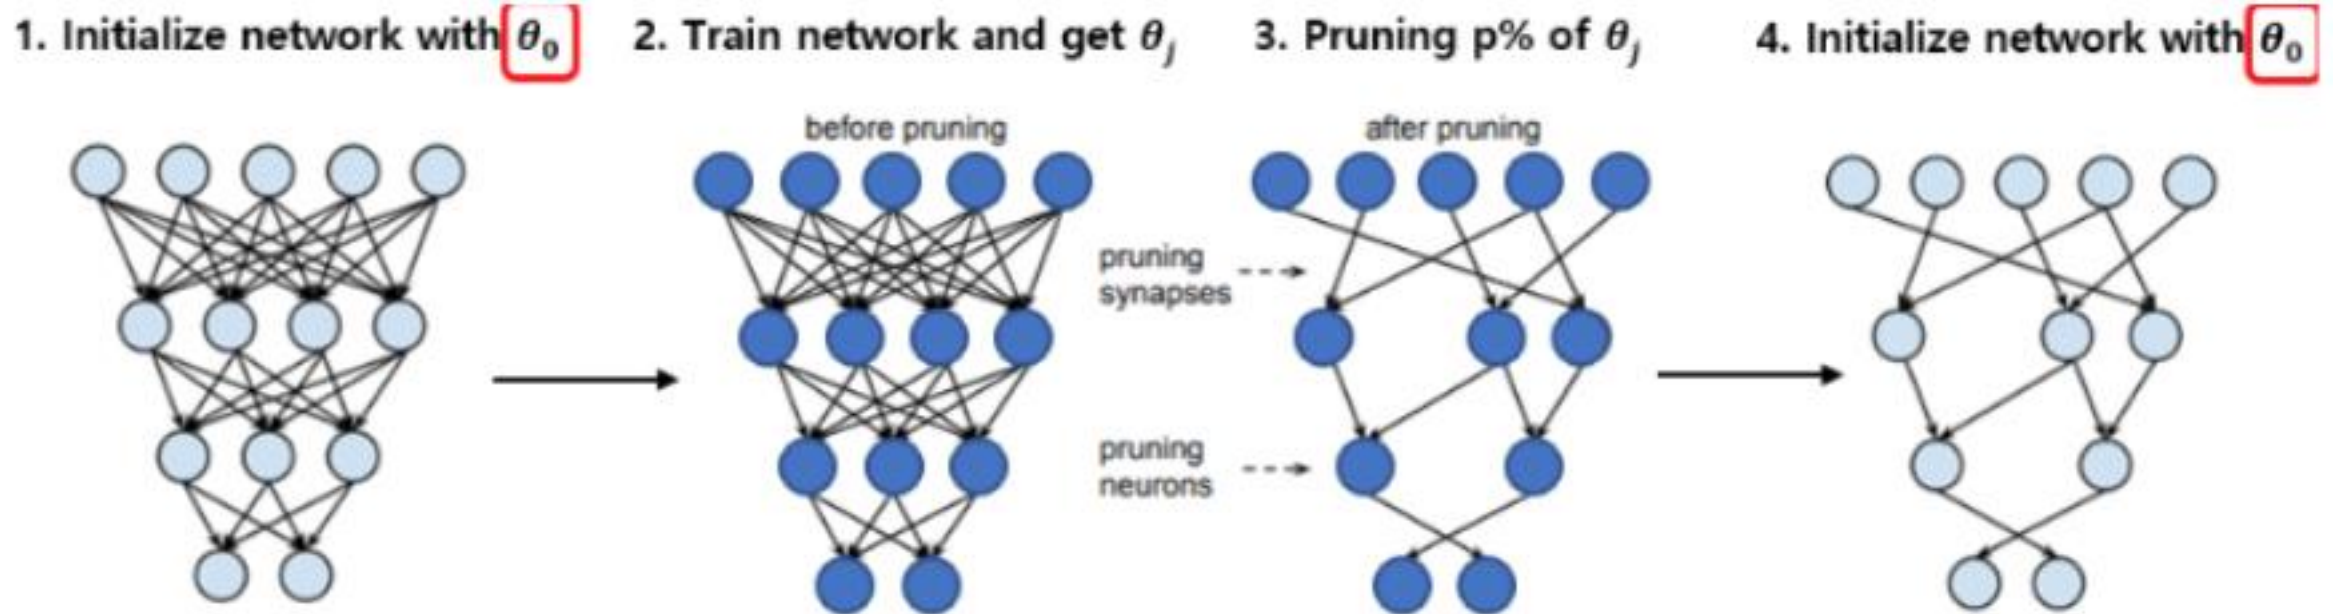 1. Initialize network with θ₀
2. Train network and get θⱼ
3. Pruning p% of θⱼ
4. Initialize network with θ₀
before pruning
after pruning
pruning
synapses
pruning
neurons